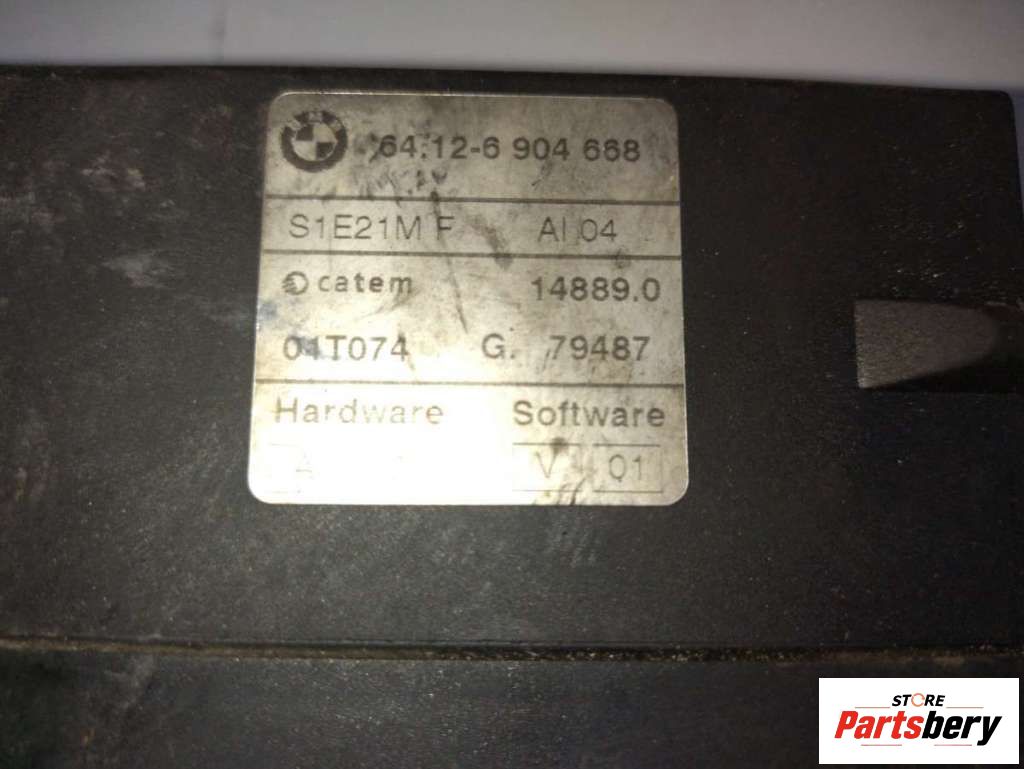 64.12-6 904 668
S1E21M F AI 04
catem 14889.0
01T074 G. 79487
Hardware Software
A V 01
STORE
Partsbery